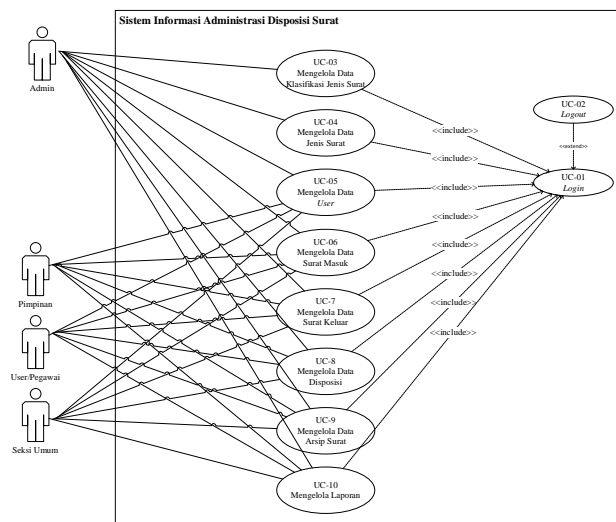 Sistem Informasi Administrasi Disposisi Surat
Admin
UC-03
Mengelola Data
Klasifikasi Jenis Surat
UC-04
Mengelola Data
Jenis Surat
UC-05
Mengelola Data
User
UC-06
Mengelola Data
Surat Masuk
UC-7
Mengelola Data
Surat Keluar
UC-8
Mengelola Data
Disposisi
UC-9
Mengelola Data
Arsip Surat
UC-10
Mengelola Laporan
Pimpinan
User/Pegawai
Seksi Umum
<<include>>
<<include>>
<<include>>
<<include>>
<<include>>
<<include>>
<<include>>
UC-02
Logout
<<extend>>
UC-01
Login